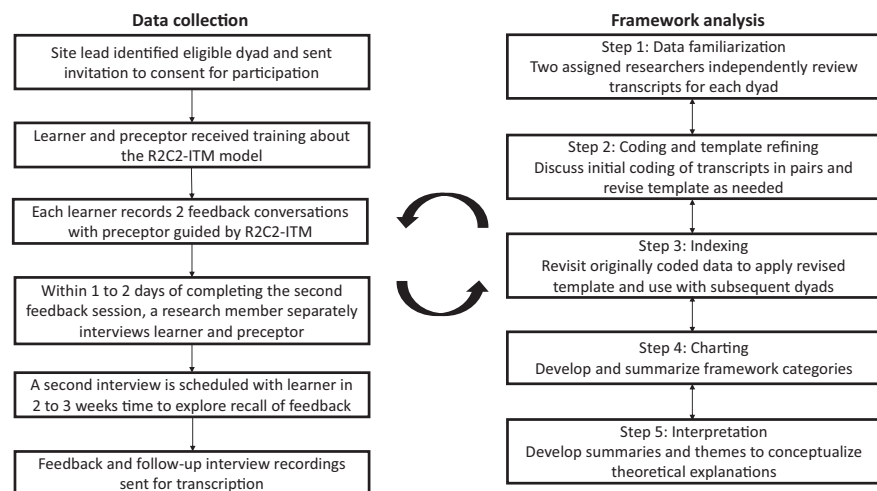 Data collection
Site lead identified eligible dyad and sent
invitation to consent for participation
Learner and preceptor received training about
the R2C2-ITM model
Each learner records 2 feedback conversations
with preceptor guided by R2C2-ITM
Within 1 to 2 days of completing the second
feedback session, a research member separately
interviews learner and preceptor
A second interview is scheduled with learner in
2 to 3 weeks time to explore recall of feedback
Feedback and follow-up interview recordings
sent for transcription
Framework analysis
Step 1: Data familiarization
Two assigned researchers independently review
transcripts for each dyad
Step 2: Coding and template refining
Discuss initial coding of transcripts in pairs and
revise template as needed
Step 3: Indexing
Revisit originally coded data to apply revised
template and use with subsequent dyads
Step 4: Charting
Develop and summarize framework categories
Step 5: Interpretation
Develop summaries and themes to conceptualize
theoretical explanations